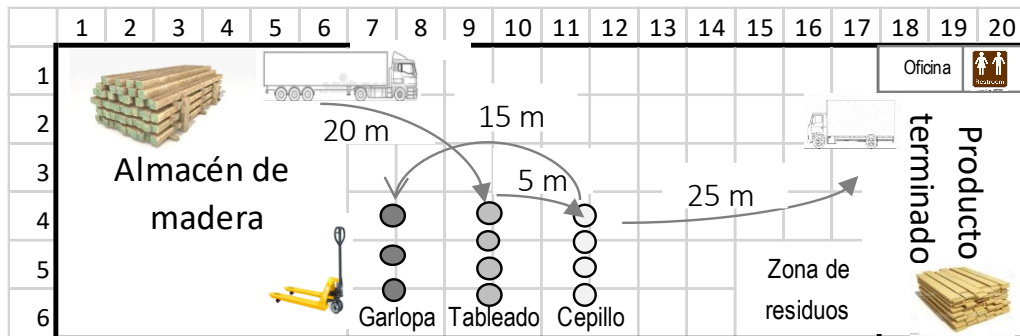 1 2 3 4 5 6 7 8 9 10 11 12 13 14 15 16 17 18 19 20
1
Oficina
Restroom
2
20 m
15 m
3
Almacén de
madera
5 m
25 m
Producto
terminado
4
5
Zona de
residuos
6
Garlopa Tableado Cepillo